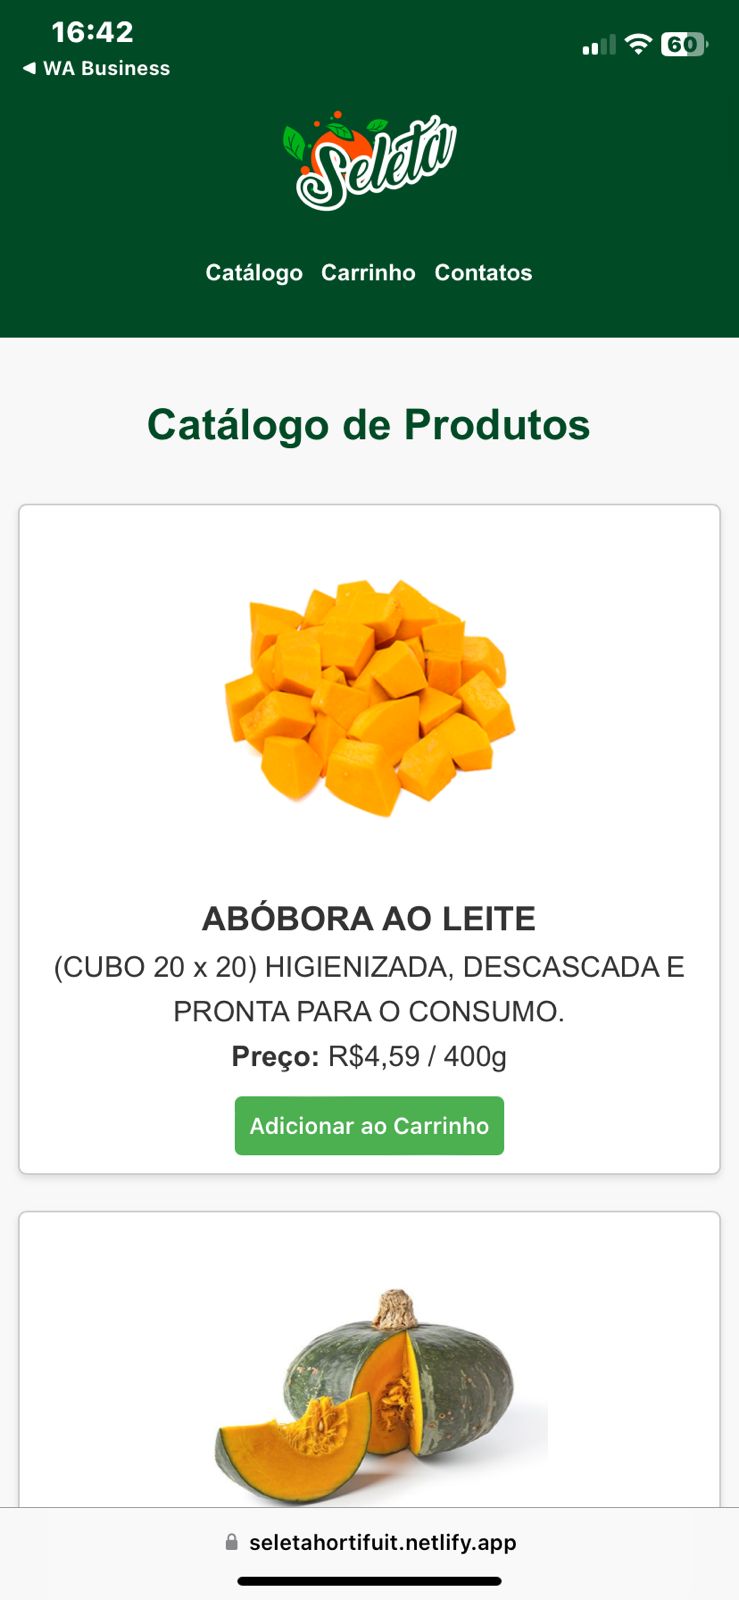 16:42
60
◀ WA Business
Seleta
Catálogo Carrinho Contatos
Catálogo de Produtos
ABÓBORA AO LEITE
(CUBO 20 x 20) HIGIENIZADA, DESCASCADA E
PRONTA PARA O CONSUMO.
Preço: R$4,59 / 400g
Adicionar ao Carrinho
seletahortifuit.netlify.app